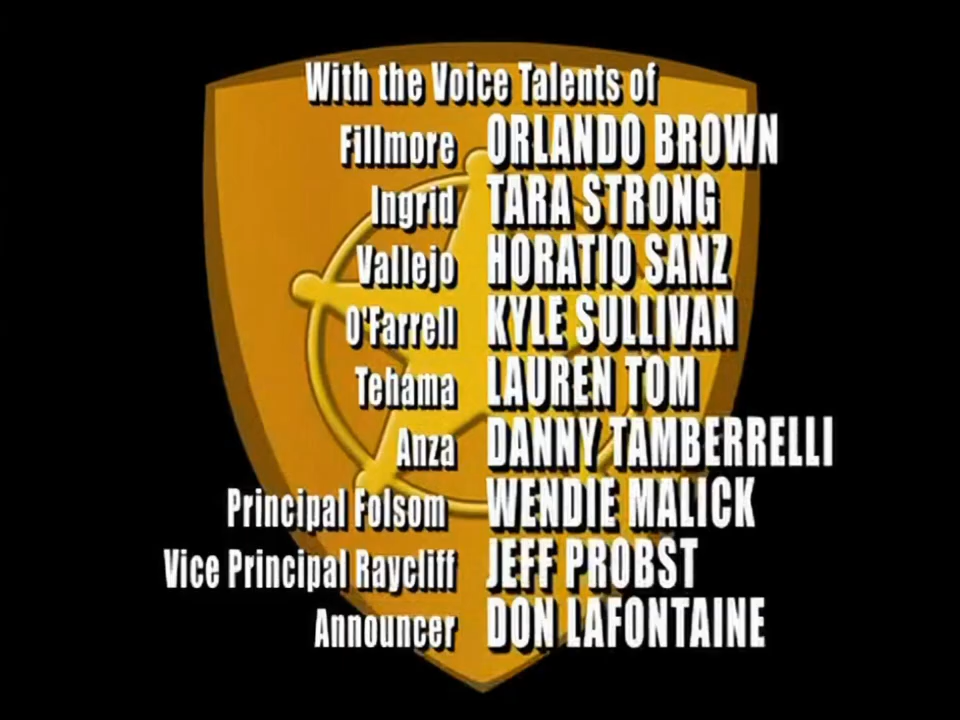 With the Voice Talents of
Fillmore ORLANDO BROWN
Ingrid TARA STRONG
Vallejo HORATIO SANZ
O'Farrell KYLE SULLIVAN
Tehama LAUREN TOM
Anza DANNY TAMBERRELLI
Principal Folsom WENDIE MALICK
Vice Principal Raycliff JEFF PROBST
Announcer DON LAFONTAINE